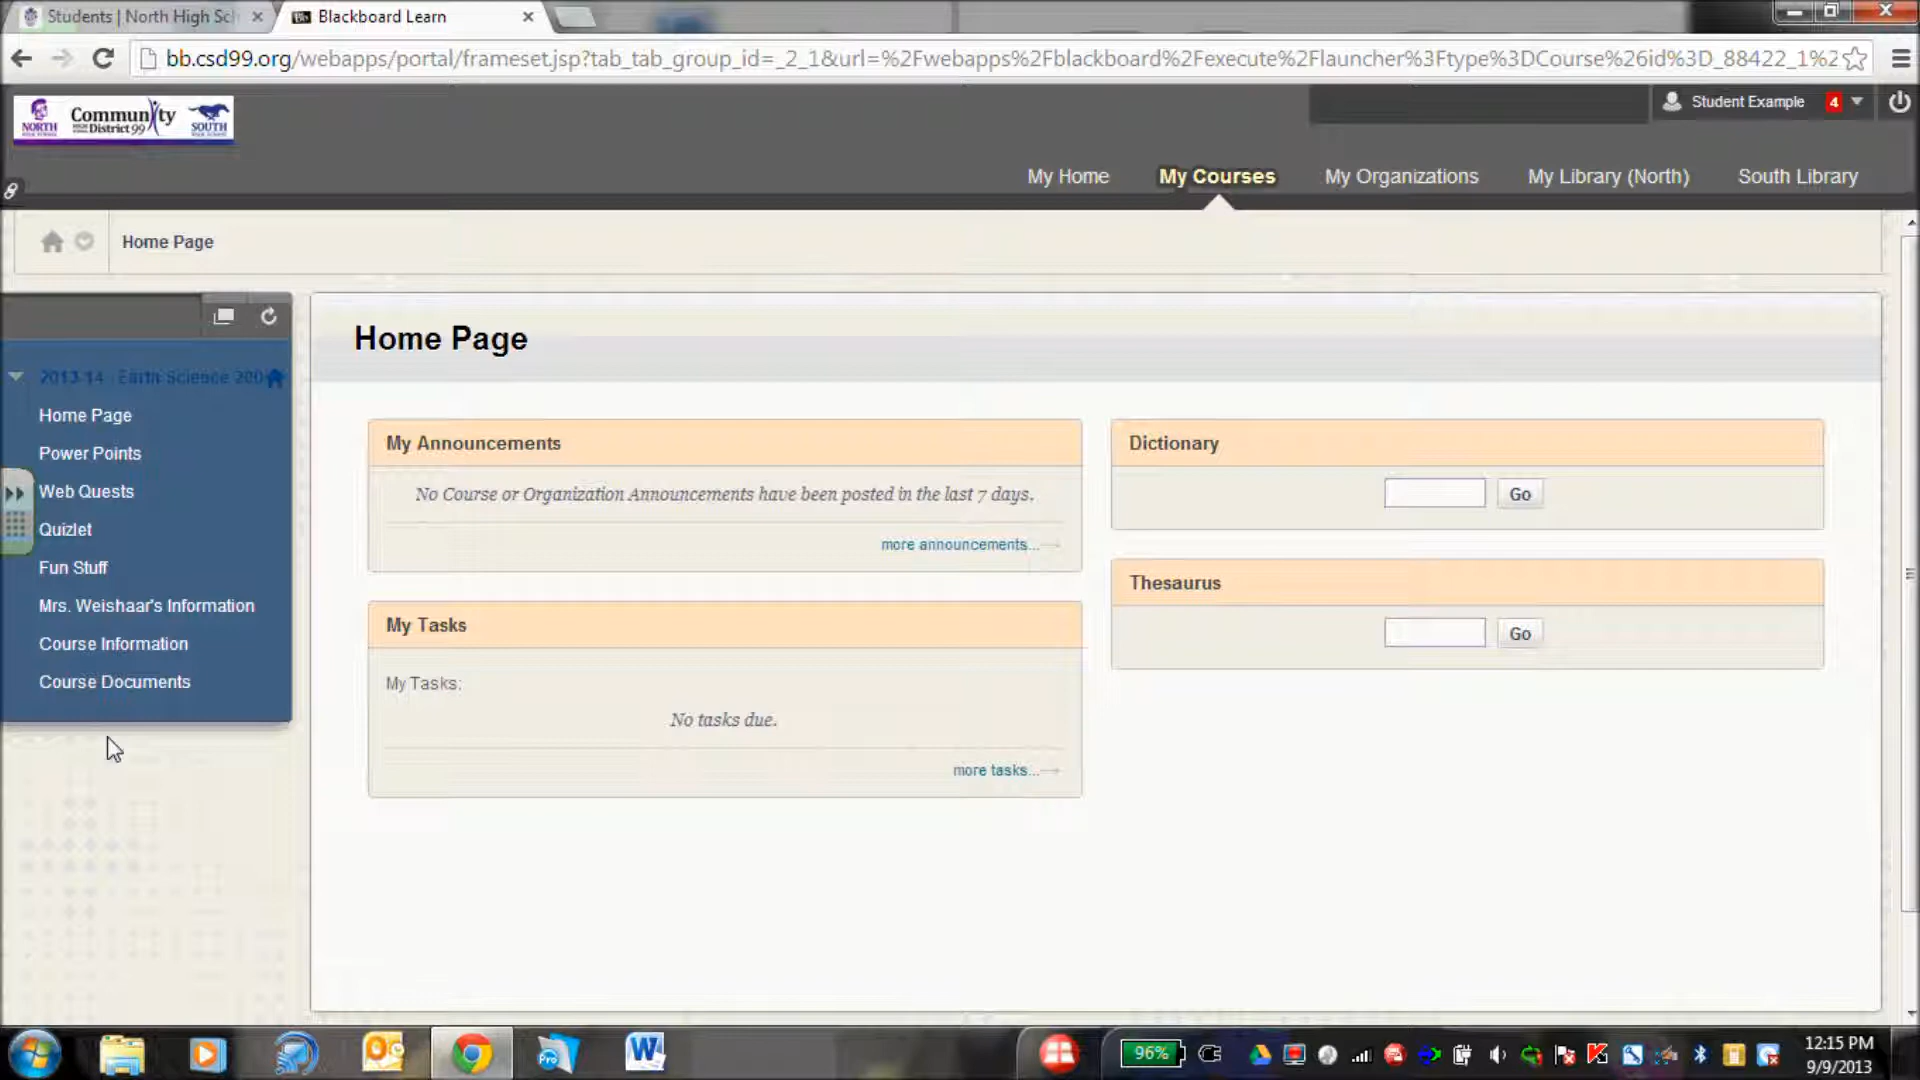 Students | North High Sch
Blackboard Learn
bb.csd99.org/webapps/portal/frameset.jsp?tab_tab_group_id=_2_1&url=%2Fwebapps%2Fblackboard%2Fexecute%2Flauncher%3Ftype%3DCourse%26id%3D_88422_1%2
NORTH
Community
District 99
SOUTH
Student Example 4
My Home
My Courses
My Organizations
My Library (North)
South Library
Home Page
2013-14 Earth Science 200
Home Page
Power Points
Web Quests
Quizlet
Fun Stuff
Mrs. Weishaar's Information
Course Information
Course Documents
Home Page
My Announcements
No Course or Organization Announcements have been posted in the last 7 days.
more announcements...
My Tasks
My Tasks:
No tasks due.
more tasks...
Dictionary
Go
Thesaurus
Go
Pro
96%
12:15 PM
9/9/2013